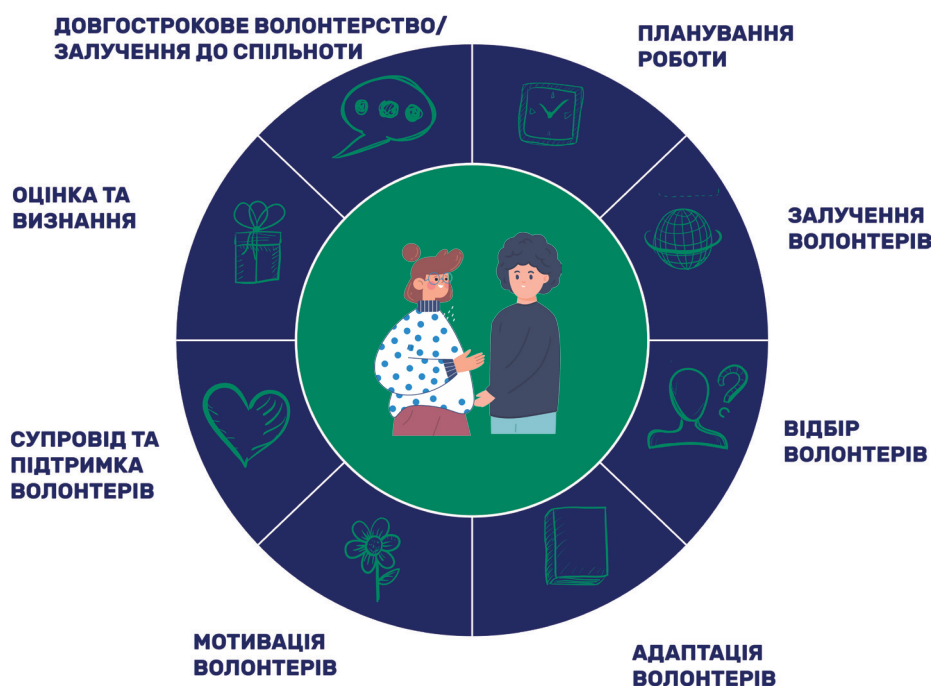 ДОВГОСТРОКОВЕ ВОЛОНТЕРСТВО/
ЗАЛУЧЕННЯ ДО СПІЛЬНОТИ
ПЛАНУВАННЯ
РОБОТИ
ЗАЛУЧЕННЯ
ВОЛОНТЕРІВ
ВІДБІР
ВОЛОНТЕРІВ
АДАПТАЦІЯ
ВОЛОНТЕРІВ
МОТИВАЦІЯ
ВОЛОНТЕРІВ
СУПРОВІД ТА
ПІДТРИМКА
ВОЛОНТЕРІВ
ОЦІНКА ТА
ВИЗНАННЯ